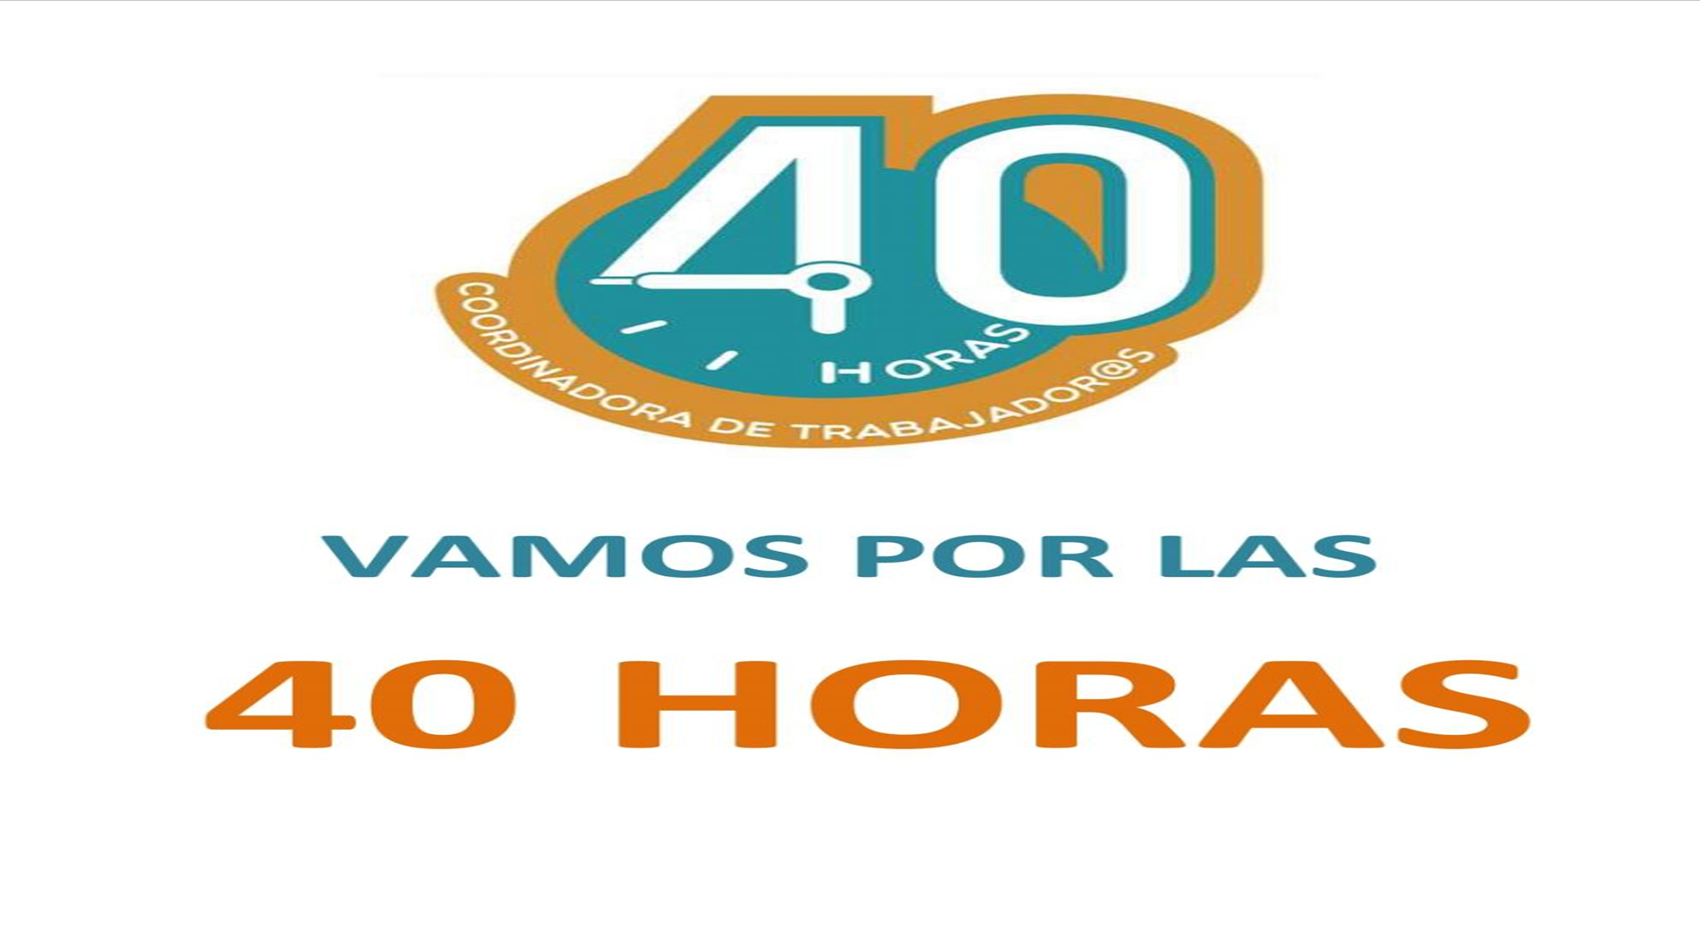 40
HORAS
COORDINADORA DE TRABAJADOR@S
VAMOS POR LAS
40 HORAS